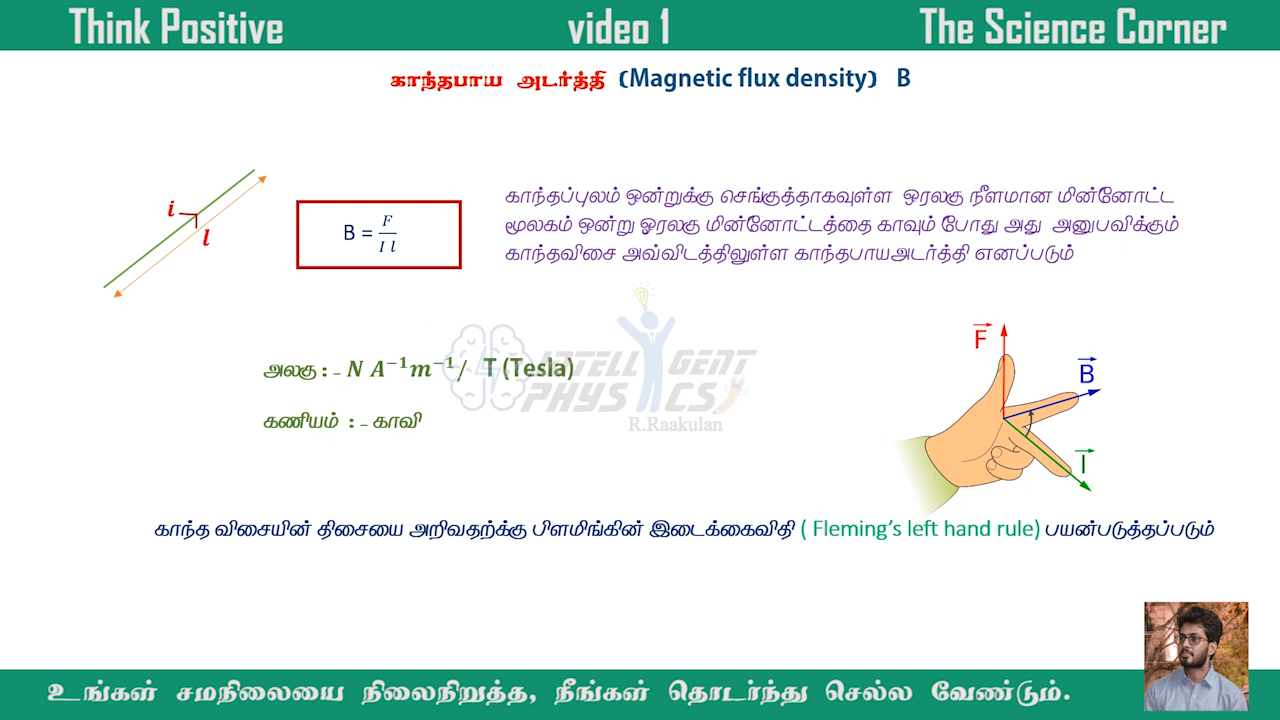 Think Positive video 1 The Science Corner
காந்தபாய அடர்த்தி (Magnetic flux density) B
i
l
B = F / I l
காந்தப்புலம் ஒன்றுக்கு செங்குத்தாகவுள்ள ஓரலகு நீளமான மின்னோட்ட
மூலகம் ஒன்று ஓரலகு மின்னோட்டத்தை காவும் போது அது அனுபவிக்கும்
காந்தவிசை அவ்விடத்திலுள்ள காந்தபாயஅடர்த்தி எனப்படும்
அலகு :- N A⁻¹m⁻¹/ T (Tesla)
கணியம் :- காவி
INTELLIGENT
PHYSICS
R.Raakulan
F
B
I
காந்த விசையின் திசையை அறிவதற்க்கு பிளமிங்கின் இடைக்கைவிதி ( Fleming’s left hand rule) பயன்படுத்தப்படும்
உங்கள் சமநிலையை நிலைநிறுத்த, நீங்கள் தொடர்ந்து செல்ல வேண்டும்.